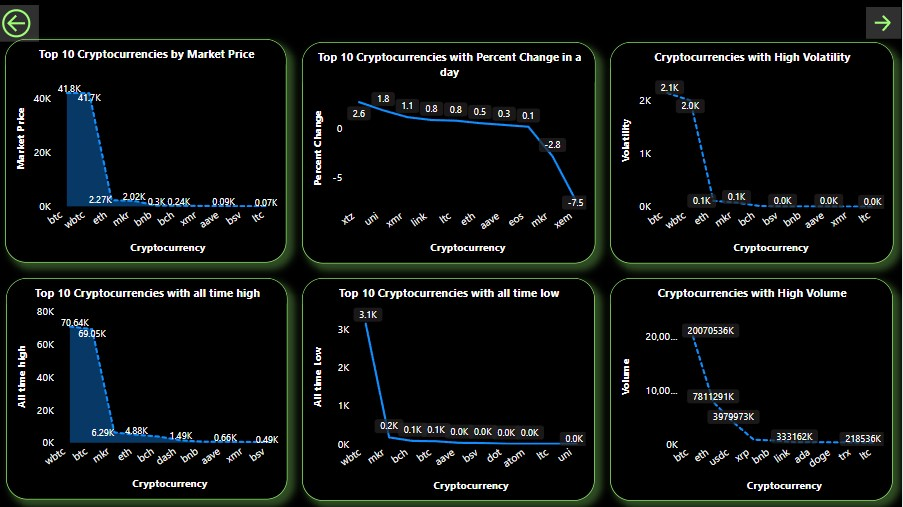 Top 10 Cryptocurrencies by Market Price
Market Price
40K
20K
0K
41.8K
41.7K
2.27K
2.02K
0.3K
0.24K
0.09K
0.07K
btc
wbtc
eth
mkr
bnb
bch
xmr
aave
bsv
ltc
Cryptocurrency
Top 10 Cryptocurrencies with Percent Change in a
day
Percent Change
0
-5
2.6
1.8
1.1
0.8
0.8
0.5
0.3
0.1
-2.8
-7.5
xtz
uni
xmr
link
ltc
eth
aave
eos
mkr
xem
Cryptocurrency
Cryptocurrencies with High Volatility
Volatility
2K
1K
0K
2.1K
2.0K
0.1K
0.1K
0.0K
0.0K
0.0K
btc
wbtc
eth
mkr
bch
bsv
bnb
aave
xmr
ltc
Cryptocurrency
Top 10 Cryptocurrencies with all time high
All time high
80K
60K
40K
20K
0K
70.64K
69.05K
6.29K
4.88K
1.49K
0.66K
0.49K
wbtc
btc
mkr
eth
bch
dash
bnb
aave
xmr
bsv
Cryptocurrency
Top 10 Cryptocurrencies with all time low
All time Low
3K
2K
1K
0K
3.1K
0.2K
0.1K
0.1K
0.0K
0.0K
0.0K
0.0K
0.0K
wbtc
mkr
bch
btc
aave
bsv
dot
atom
ltc
uni
Cryptocurrency
Cryptocurrencies with High Volume
Volume
20,00...
10,00...
0K
20070536K
7811291K
3979973K
333162K
218536K
btc
eth
usdc
xrp
bnb
link
ada
doge
trx
ltc
Cryptocurrency